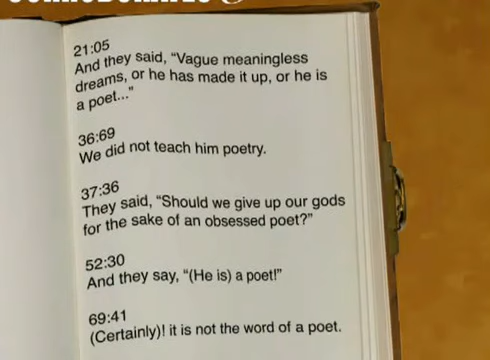 21:05
And they said, “Vague meaningless
dreams, or he has made it up, or he is
a poet...”
36:69
We did not teach him poetry.
37:36
They said, “Should we give up our gods
for the sake of an obsessed poet?”
52:30
And they say, “(He is) a poet!”
69:41
(Certainly)! it is not the word of a poet.